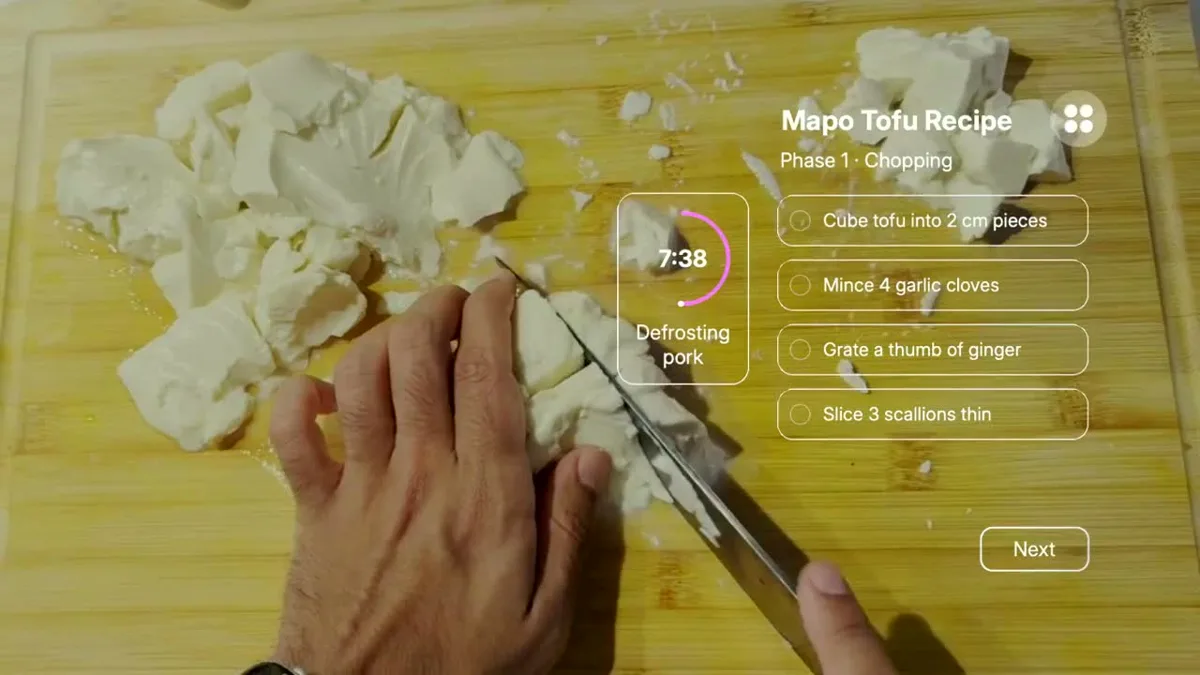 Mapo Tofu Recipe
Phase 1 · Chopping
7:38
Defrosting
pork
Cube tofu into 2 cm pieces
Mince 4 garlic cloves
Grate a thumb of ginger
Slice 3 scallions thin
Next